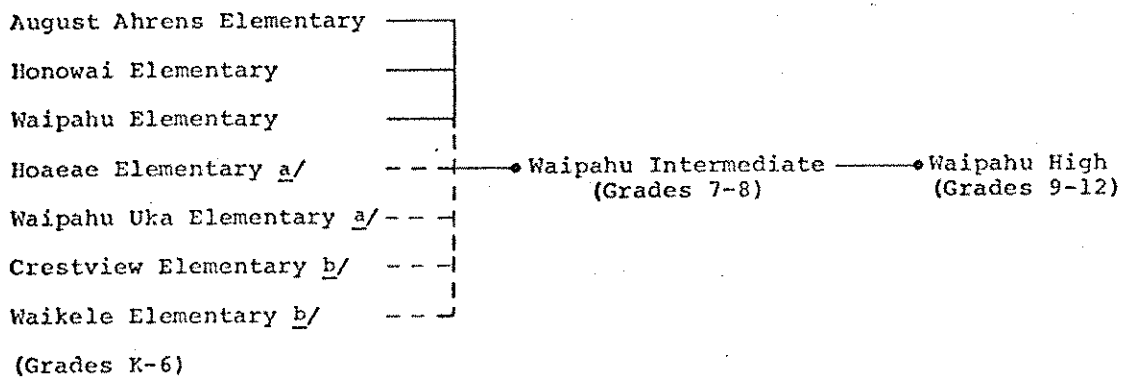 August Ahrens Elementary
Honowai Elementary
Waipahu Elementary
Hoaeae Elementary a/
Waipahu Intermediate
Waipahu High
(Grades 7-8)
(Grades 9-12)
Waipahu Uka Elementary a/
Crestview Elementary b/
Waikele Elementary b/
(Grades K-6)